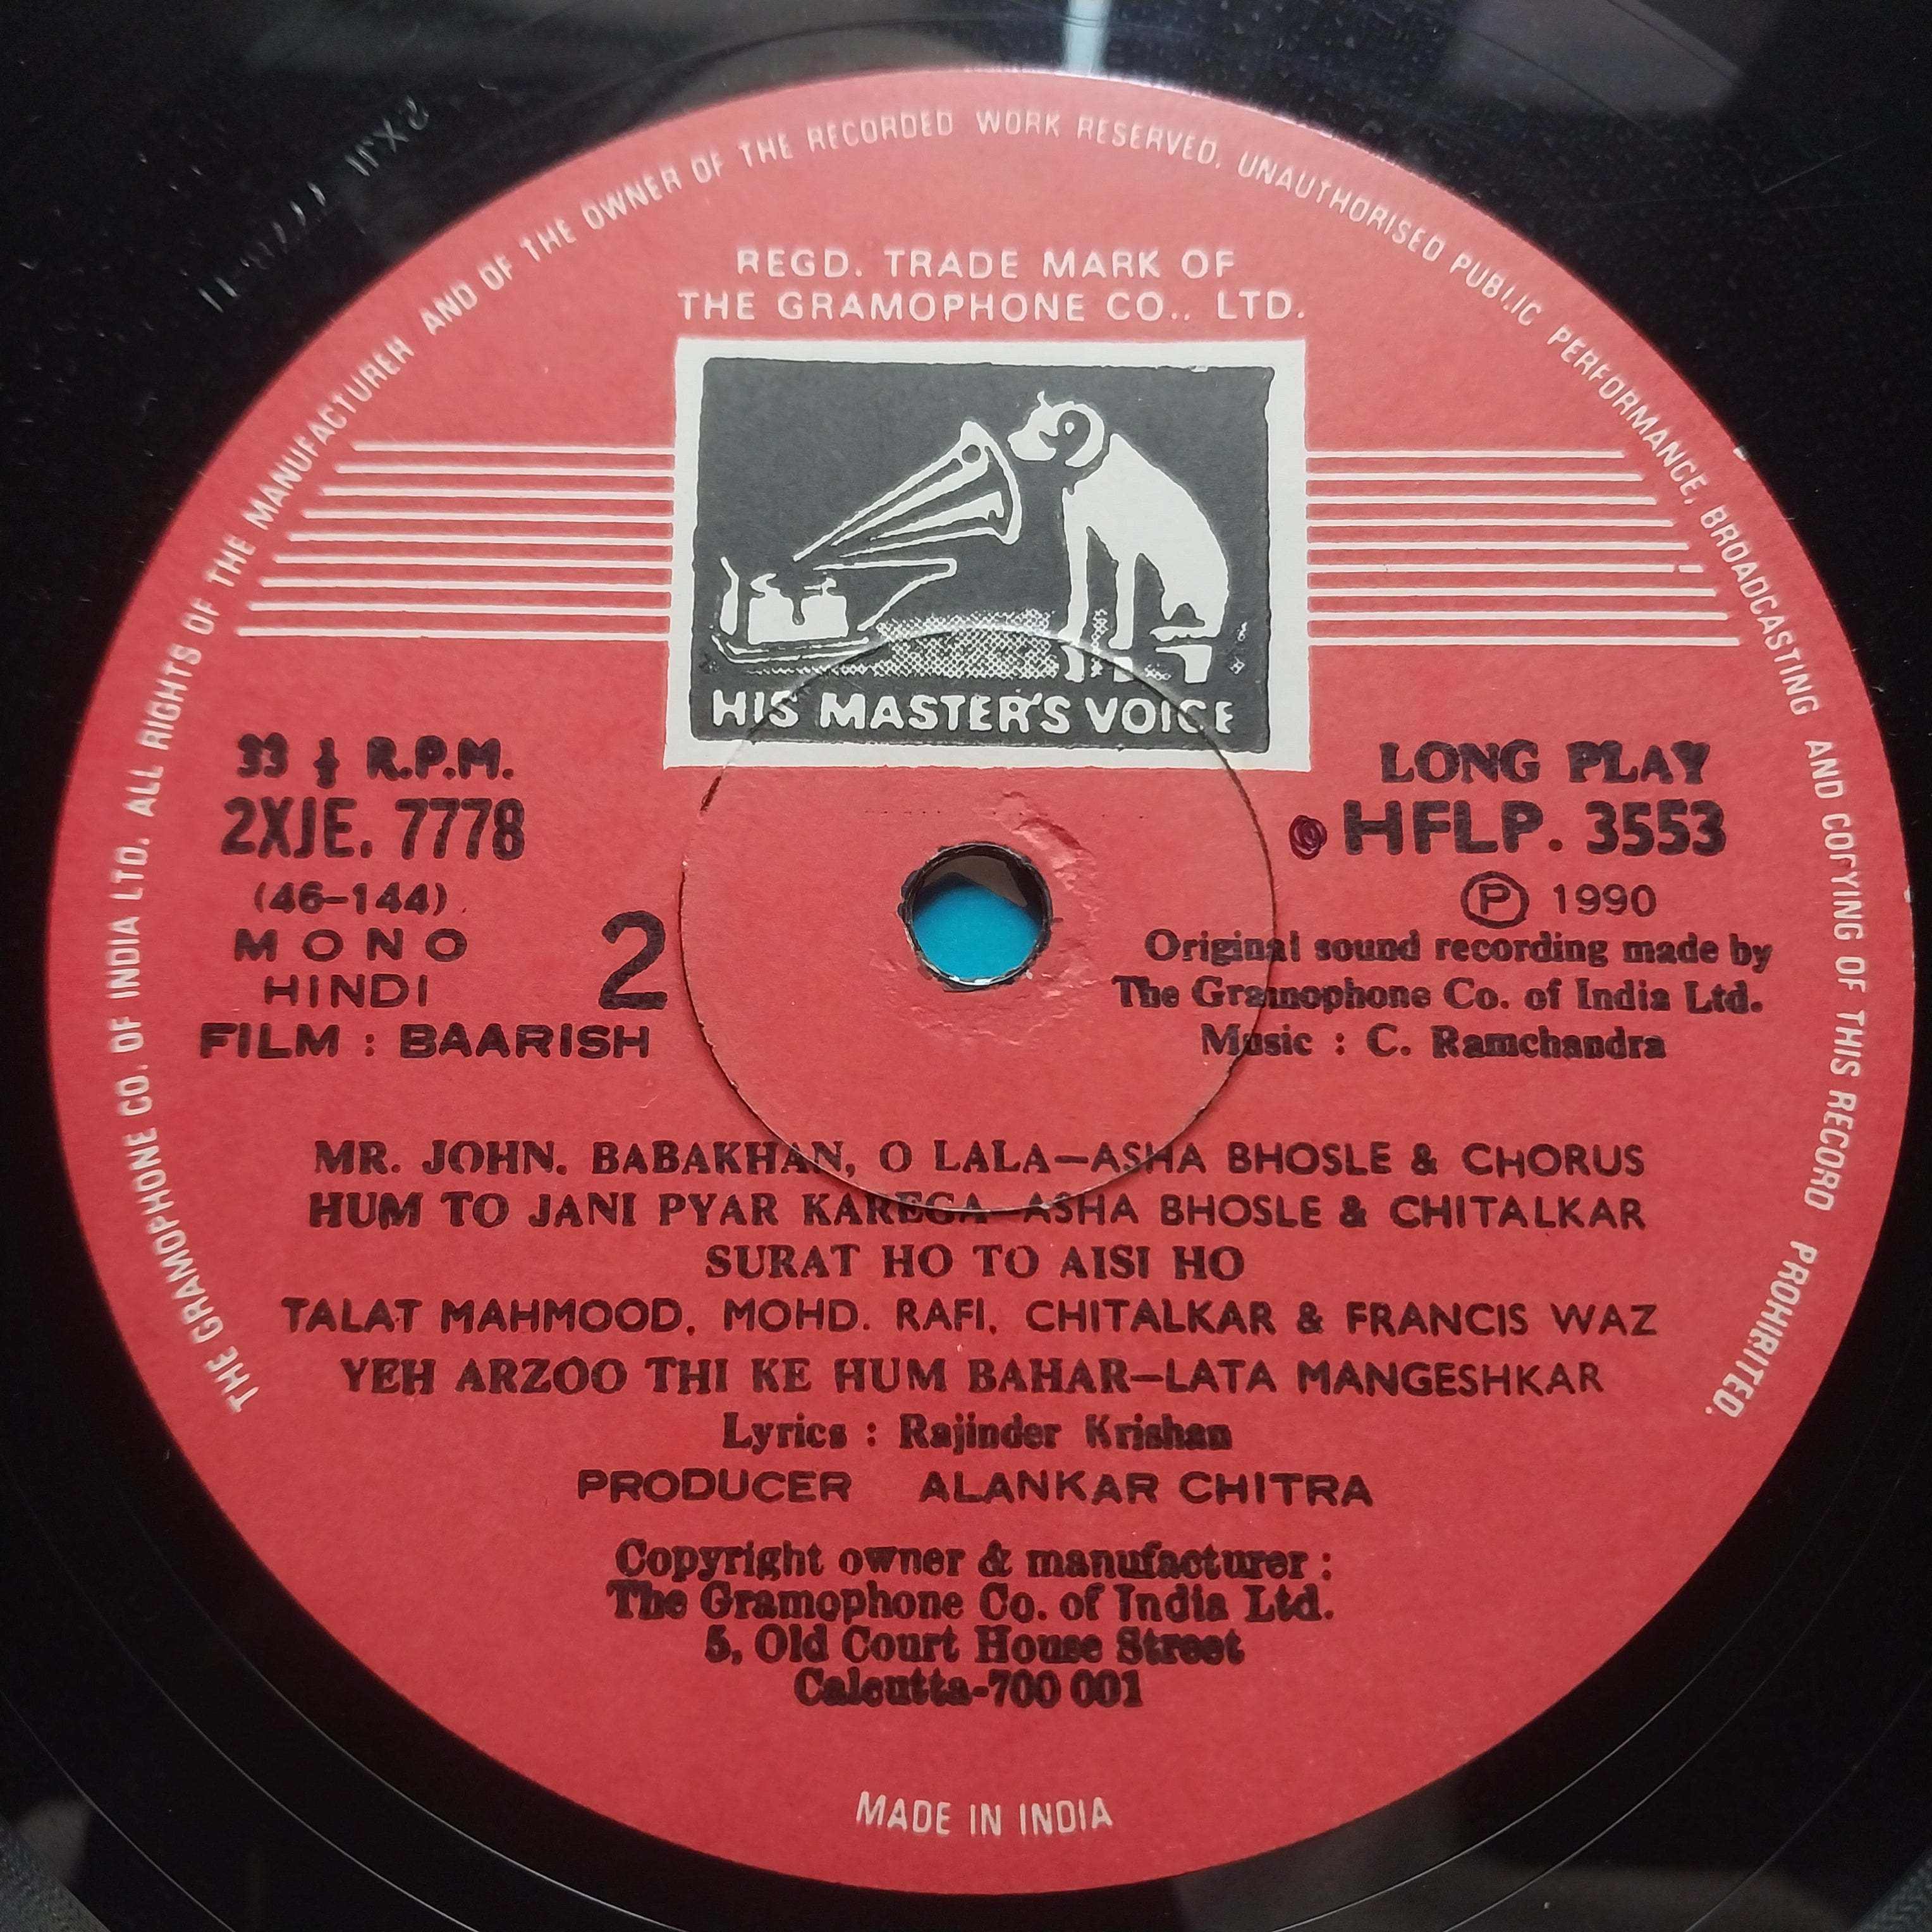 THE GRAMOPHONE CO. OF INDIA LTD. ALL RIGHTS OF THE MANUFACTURER AND OF THE OWNER OF THE RECORDED WORK RESERVED. UNAUTHORISED PUBLIC PERFORMANCE, BROADCASTING AND COPYING OF THIS RECORD PROHIBITED.
REGD. TRADE MARK OF
THE GRAMOPHONE CO., LTD.
HIS MASTER'S VOICE
33 ⅓ R.P.M.
2XJE. 7778
(46-144)
MONO
HINDI
2
FILM : BAARISH
LONG PLAY
HFLP. 3553
Ⓟ 1990
Original sound recording made by
The Gramophone Co. of India Ltd.
Music : C. Ramchandra
MR. JOHN. BABAKHAN, O LALA—ASHA BHOSLE & CHORUS
HUM TO JANI PYAR KAREGA—ASHA BHOSLE & CHITALKAR
SURAT HO TO AISI HO
TALAT MAHMOOD, MOHD. RAFI, CHITALKAR & FRANCIS WAZ
YEH ARZOO THI KE HUM BAHAR—LATA MANGESHKAR
Lyrics : Rajinder Krishan
PRODUCER ALANKAR CHITRA
Copyright owner & manufacturer :
The Gramophone Co. of India Ltd.
5, Old Court House Street
Calcutta-700 001
MADE IN INDIA